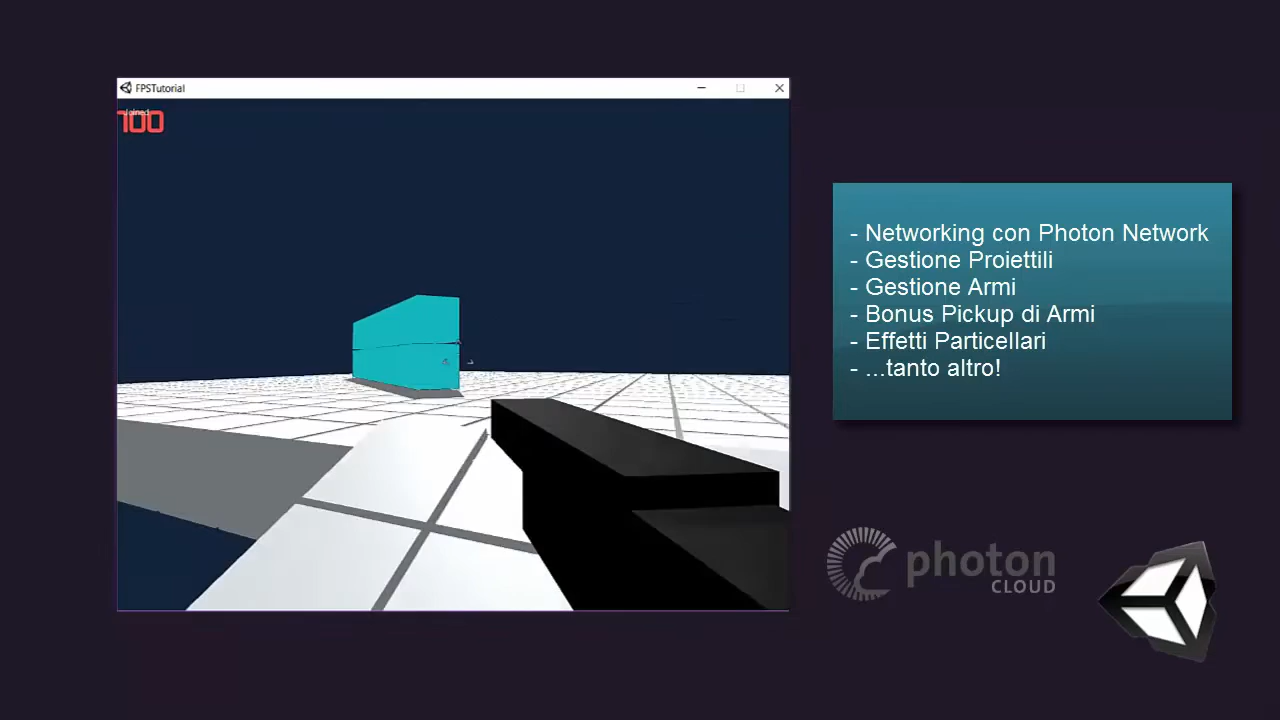 FPSTutorial
Joined
100
- Networking con Photon Network
- Gestione Proiettili
- Gestione Armi
- Bonus Pickup di Armi
- Effetti Particellari
- ...tanto altro!
photon
CLOUD